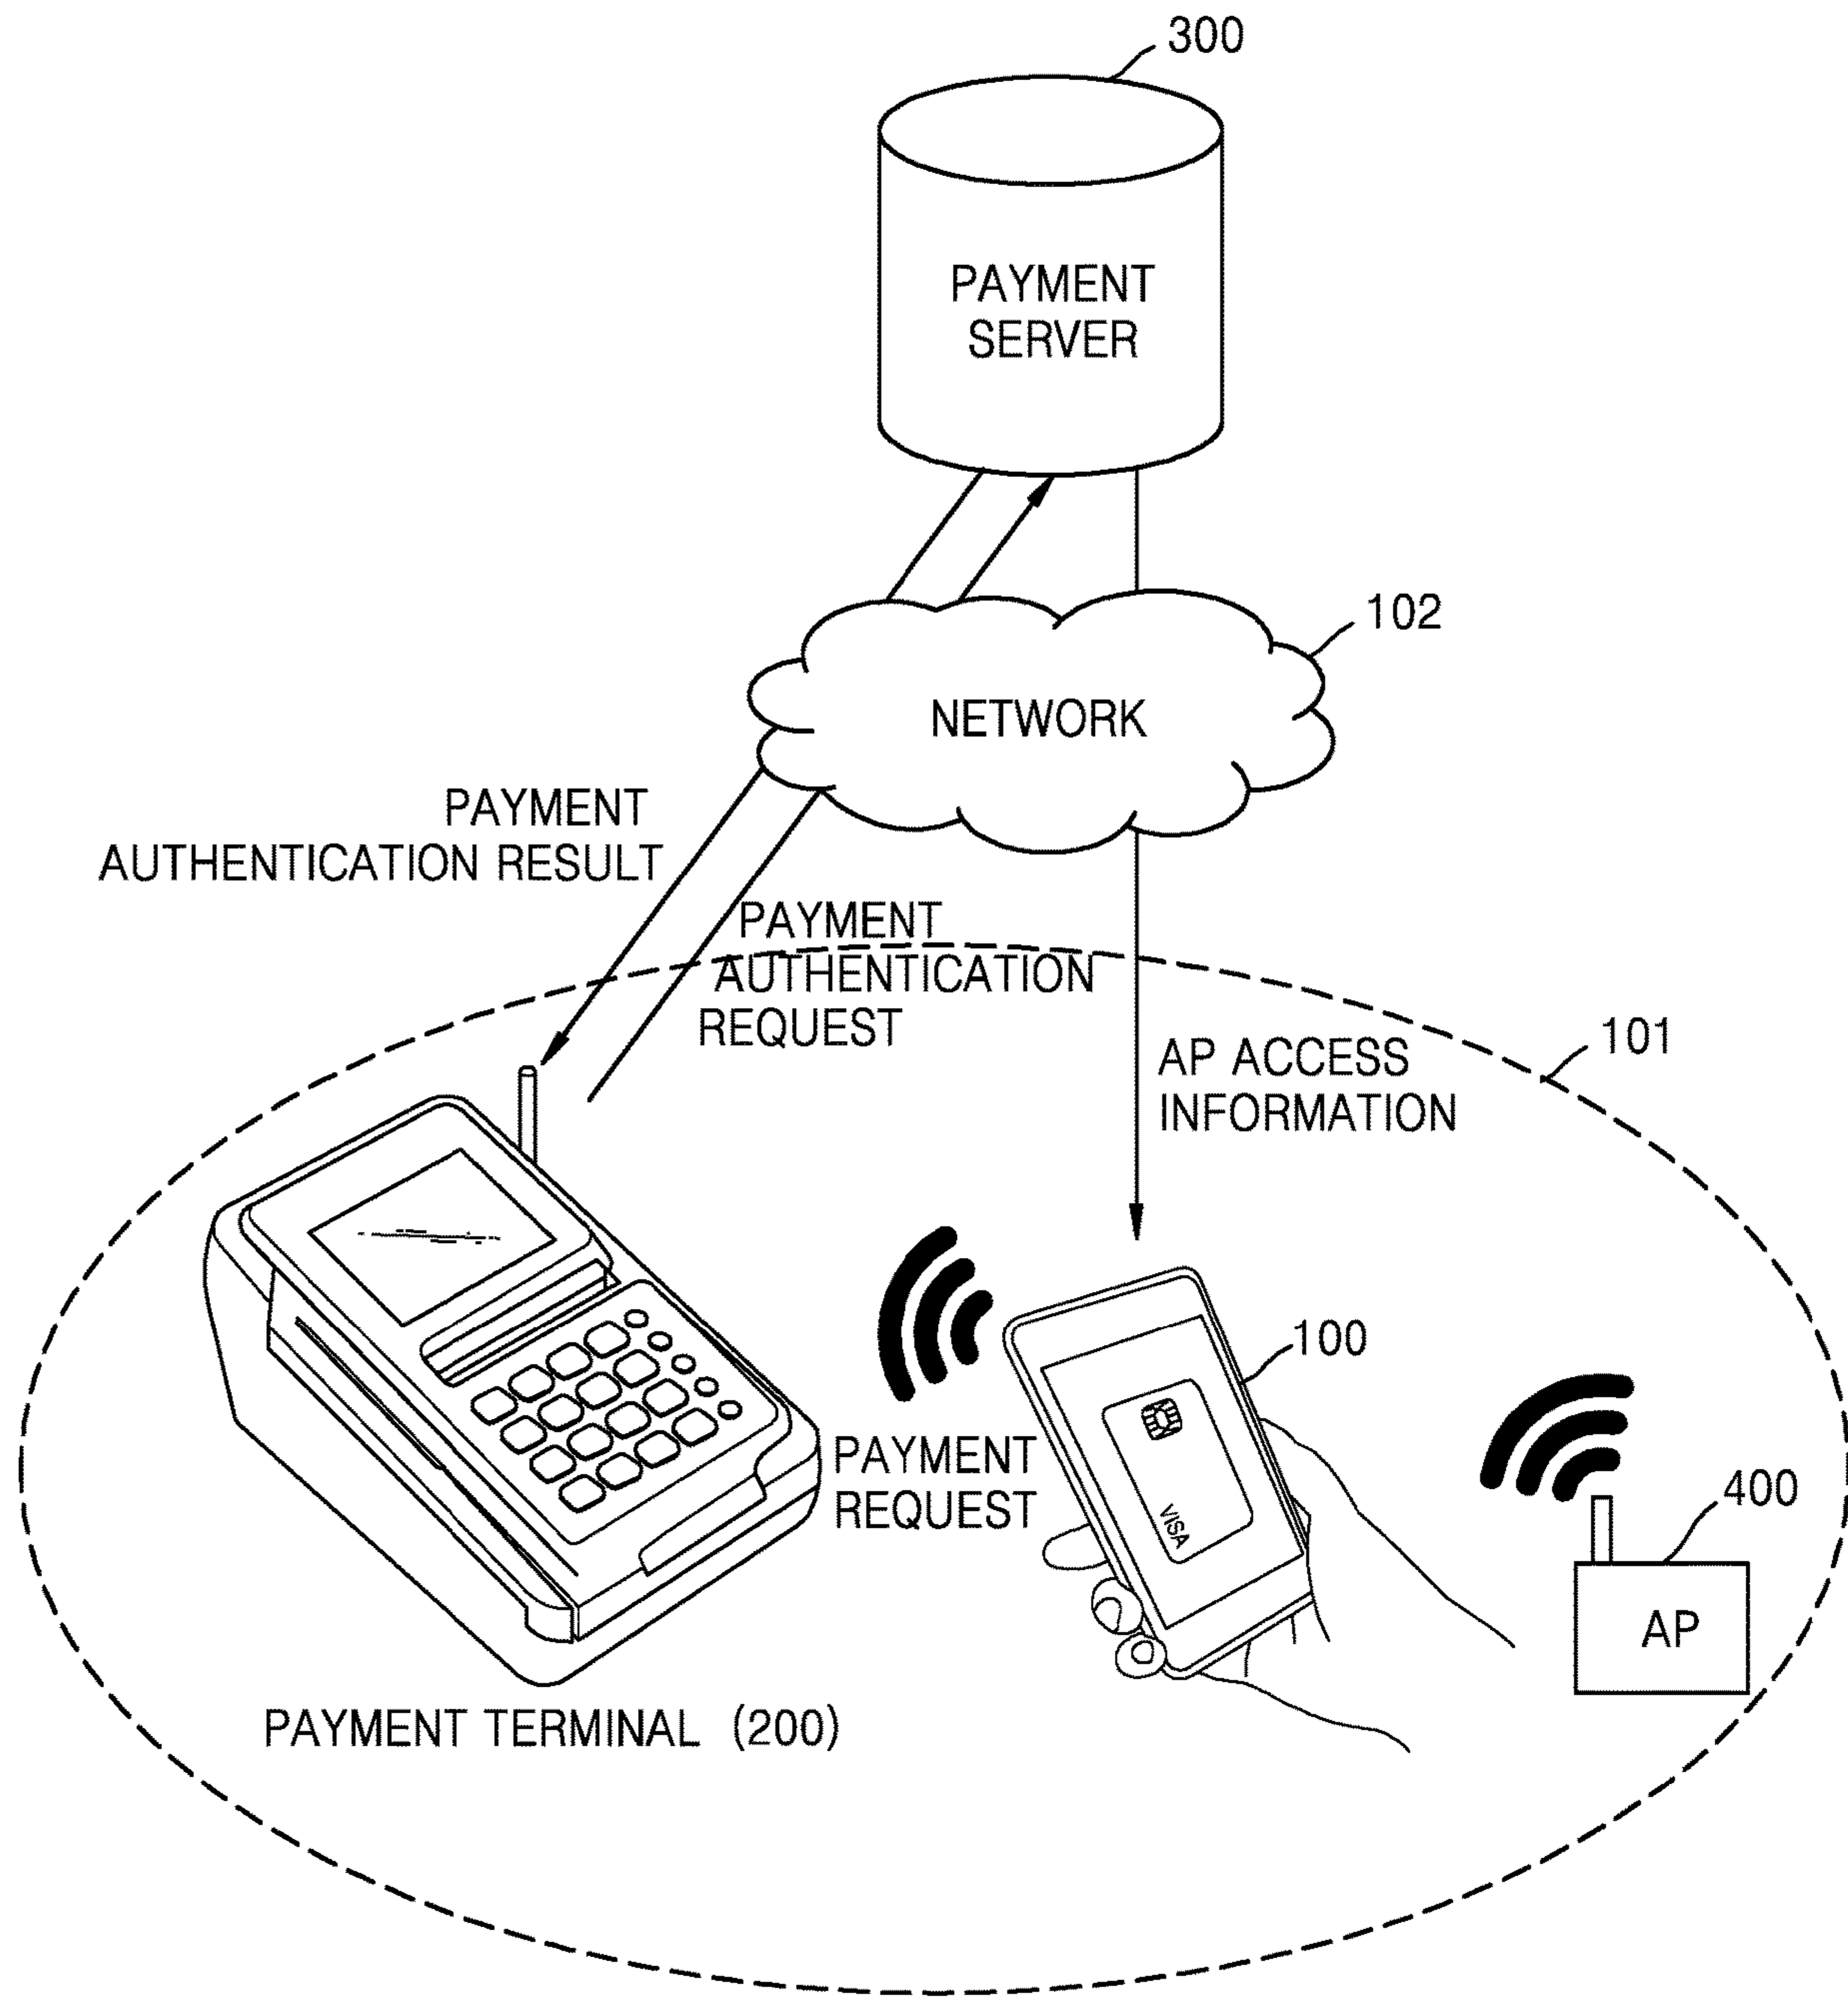 300
PAYMENT
SERVER
102
NETWORK
PAYMENT
AUTHENTICATION RESULT
PAYMENT
AUTHENTICATION
REQUEST
101
AP ACCESS
INFORMATION
100
PAYMENT
REQUEST
VISA
400
AP
PAYMENT TERMINAL (200)